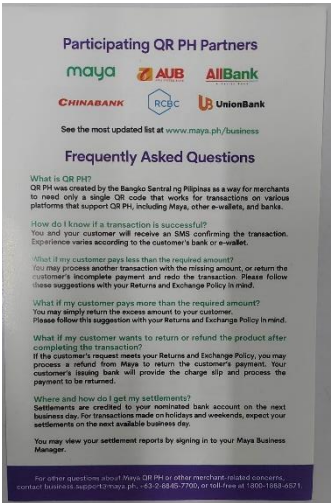 Participating QR PH Partners
maya AUB AllBank
CHINABANK RCBC UnionBank
See the most updated list at www.maya.ph/business
Frequently Asked Questions
What is QR PH?
QR PH was created by the Bangko Sentral ng Pilipinas as a way for merchants
to need only a single QR code that works for transactions on various
platforms that support QR PH, including Maya, other e-wallets, and banks.
How do I know if a transaction is successful?
You and your customer will receive an SMS confirming the transaction.
Experience varies according to the customer's bank or e-wallet.
What if my customer pays less than the required amount?
You may process another transaction with the missing amount, or return the
customer's incomplete payment and redo the transaction. Please follow
these suggestions with your Returns and Exchange Policy in mind.
What if my customer pays more than the required amount?
You may simply return the excess amount to your customer.
Please follow this suggestion with your Returns and Exchange Policy in mind.
What if my customer wants to return or refund the product after
completing the transaction?
If the customer's request meets your Returns and Exchange Policy, you may
process a refund from Maya to return the customer's payment. Your
customer's issuing bank will provide the charge slip and process the
payment to be returned.
Where and how do I get my settlements?
Settlements are credited to your nominated bank account on the next
business day. For transactions made on holidays and weekends, expect your
settlements on the next available business day.
You may view your settlement reports by signing in to your Maya Business
Manager.
For other questions about Maya QR PH or other merchant-related concerns,
contact business.support@maya.ph, +63-2-8845-7700, or toll-free at